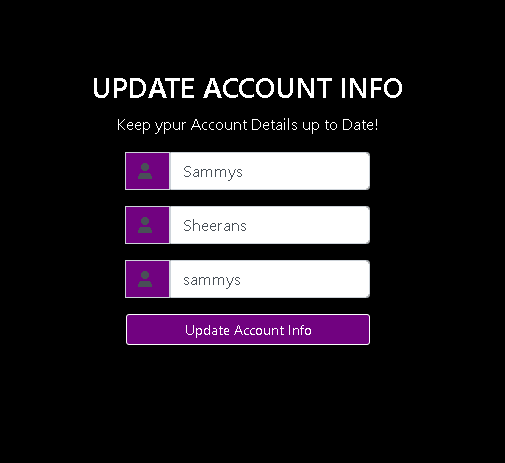 UPDATE ACCOUNT INFO
Keep ypur Account Details up to Date!
Sammys
Sheerans
sammys
Update Account Info